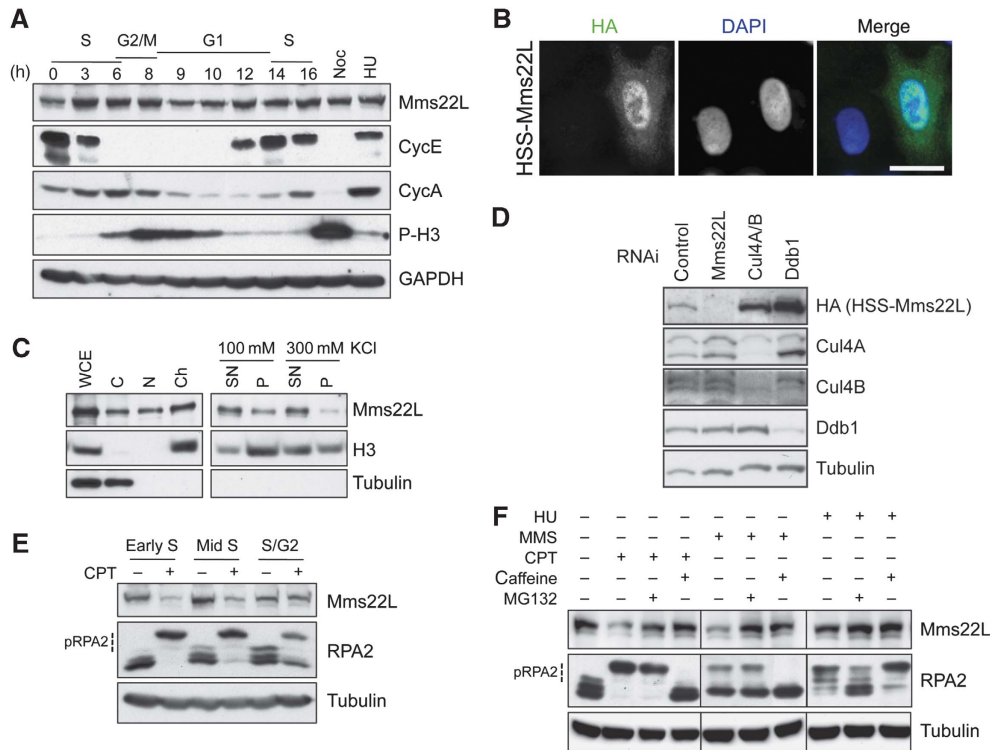 A
S G2/M G1 S
(h) 0 3 6 8 9 10 12 14 16 Noc HU
Mms22L
CycE
CycA
P-H3
GAPDH
B
HA DAPI Merge
HSS-Mms22L
C
100 mM 300 mM KCl
WCE C N Ch SN P SN P
Mms22L
H3
Tubulin
D
RNAi Control Mms22L Cul4A/B Ddb1
HA (HSS-Mms22L)
Cul4A
Cul4B
Ddb1
Tubulin
E
Early S Mid S S/G2
CPT – + – + – +
Mms22L
pRPA2 RPA2
Tubulin
F
HU – – – – – – – + + +
MMS – – – – + + + – – –
CPT – + + + – – – – – –
Caffeine – – – + – – + – – +
MG132 – – + – – + – – + –
Mms22L
pRPA2 RPA2
Tubulin